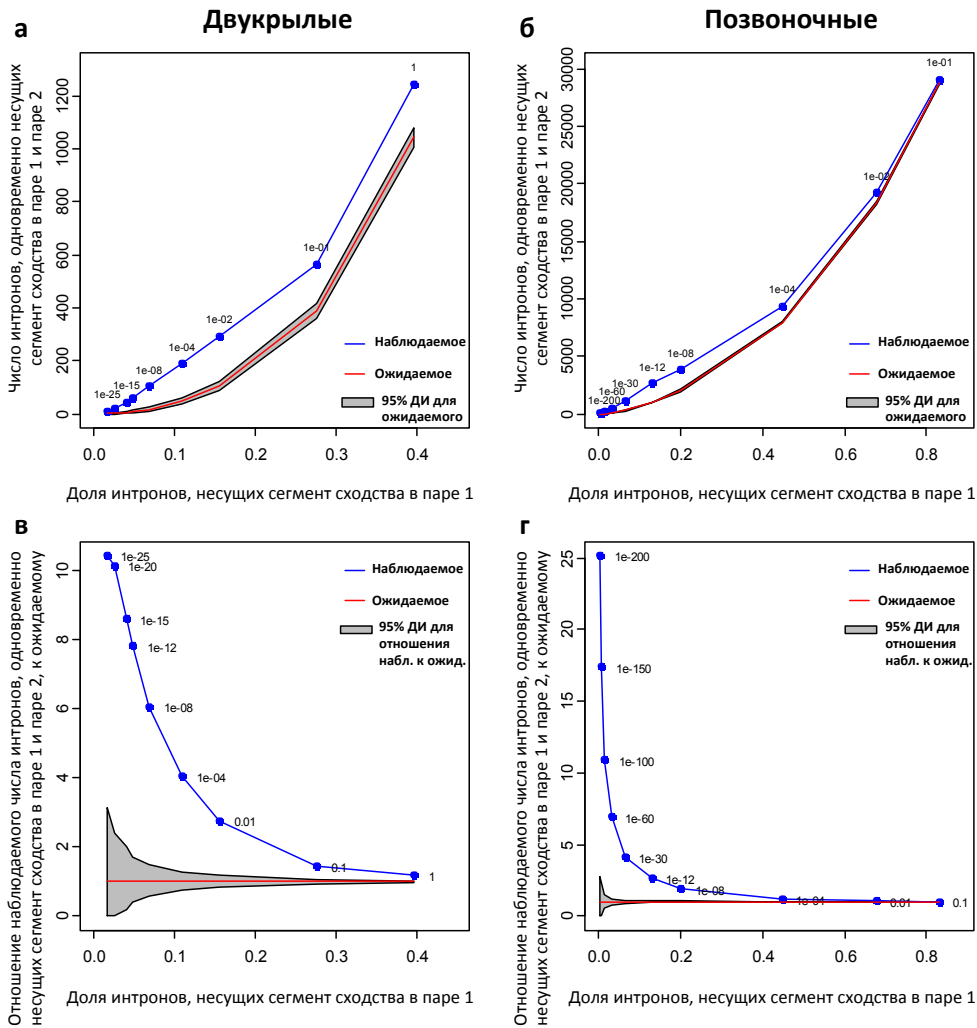 Двукрылые
Позвоночные
а
Число интронов, одновременно несущих
сегмент сходства в паре 1 и паре 2
0
200
400
600
800
1000
1200
1e-25
1e-15
1e-08
1e-04
1e-02
1e-01
1
Наблюдаемое
Ожидаемое
95% ДИ для
ожидаемого
0.0
0.1
0.2
0.3
0.4
Доля интронов, несущих сегмент сходства в паре 1
б
Число интронов, одновременно несущих
сегмент сходства в паре 1 и паре 2
0
5000
10000
15000
20000
25000
30000
1e-200
1e-60
1e-30
1e-12
1e-08
1e-04
1e-02
1e-01
Наблюдаемое
Ожидаемое
95% ДИ для
ожидаемого
0.0
0.2
0.4
0.6
0.8
Доля интронов, несущих сегмент сходства в паре 1
в
Отношение наблюдаемого числа интронов, одновременно
несущих сегмент сходства в паре 1 и паре 2, к ожидаемому
0
2
4
6
8
10
1e-25
1e-20
1e-15
1e-12
1e-08
1e-04
0.01
0.1
1
Наблюдаемое
Ожидаемое
95% ДИ для
отношения
набл. к ожид.
0.0
0.1
0.2
0.3
0.4
Доля интронов, несущих сегмент сходства в паре 1
г
Отношение наблюдаемого числа интронов, одновременно
несущих сегмент сходства в паре 1 и паре 2, к ожидаемому
0
5
10
15
20
25
1e-200
1e-150
1e-100
1e-60
1e-30
1e-12
1e-08
1e-04
0.01
0.1
Наблюдаемое
Ожидаемое
95% ДИ для
отношения
набл. к ожид.
0.0
0.2
0.4
0.6
0.8
Доля интронов, несущих сегмент сходства в паре 1